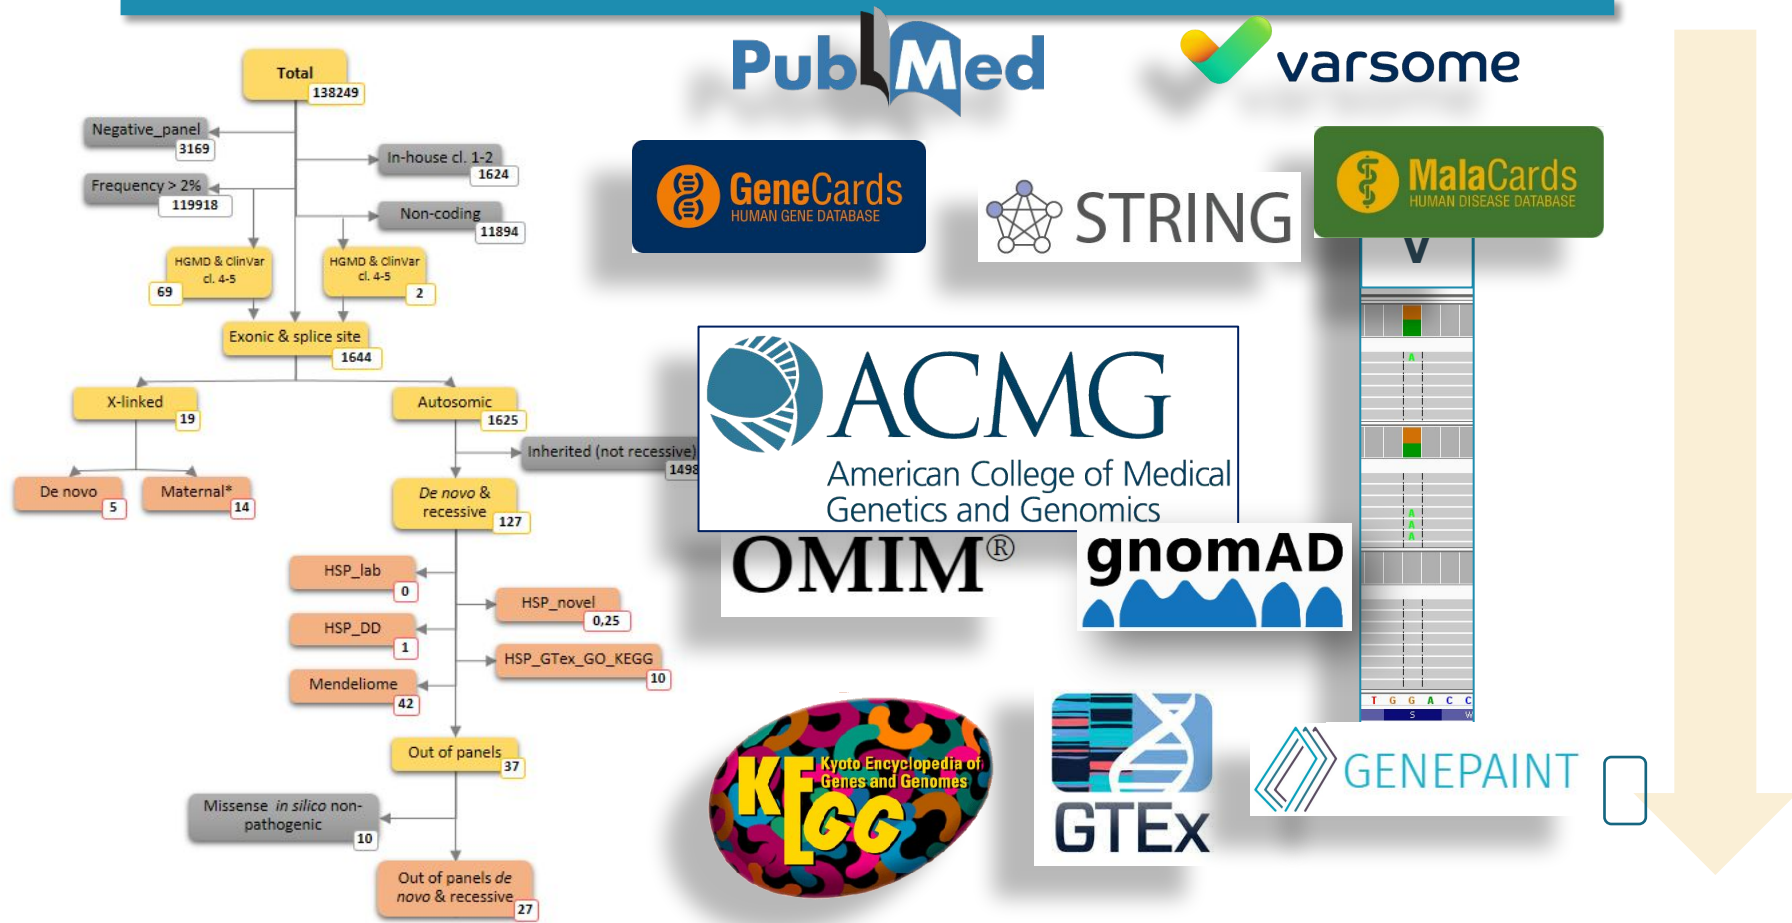 Total
138249
Negative_panel
3169
In-house cl. 1-2
1624
Frequency > 2%
119918
Non-coding
11894
HGMD & ClinVar
cl. 4-5
69
HGMD & ClinVar
cl. 4-5
2
Exonic & splice site
1644
X-linked
19
Autosomic
1625
Inherited (not recessive)
1498
De novo
5
Maternal*
14
De novo &
recessive
127
HSP_lab
0
HSP_novel
0,25
HSP_DD
1
HSP_GTex_GO_KEGG
10
Mendeliome
42
Out of panels
37
Missense in silico non-
pathogenic
10
Out of panels de
novo & recessive
27
PubMed
varsome
GeneCards
HUMAN GENE DATABASE
STRING
MalaCards
HUMAN DISEASE DATABASE
V
A
A
A
A
T G G A C C
S W
ACMG
American College of Medical
Genetics and Genomics
OMIM®
gnomAD
KEGG
Kyoto Encyclopedia of
Genes and Genomes
GTEx
GENEPAINT